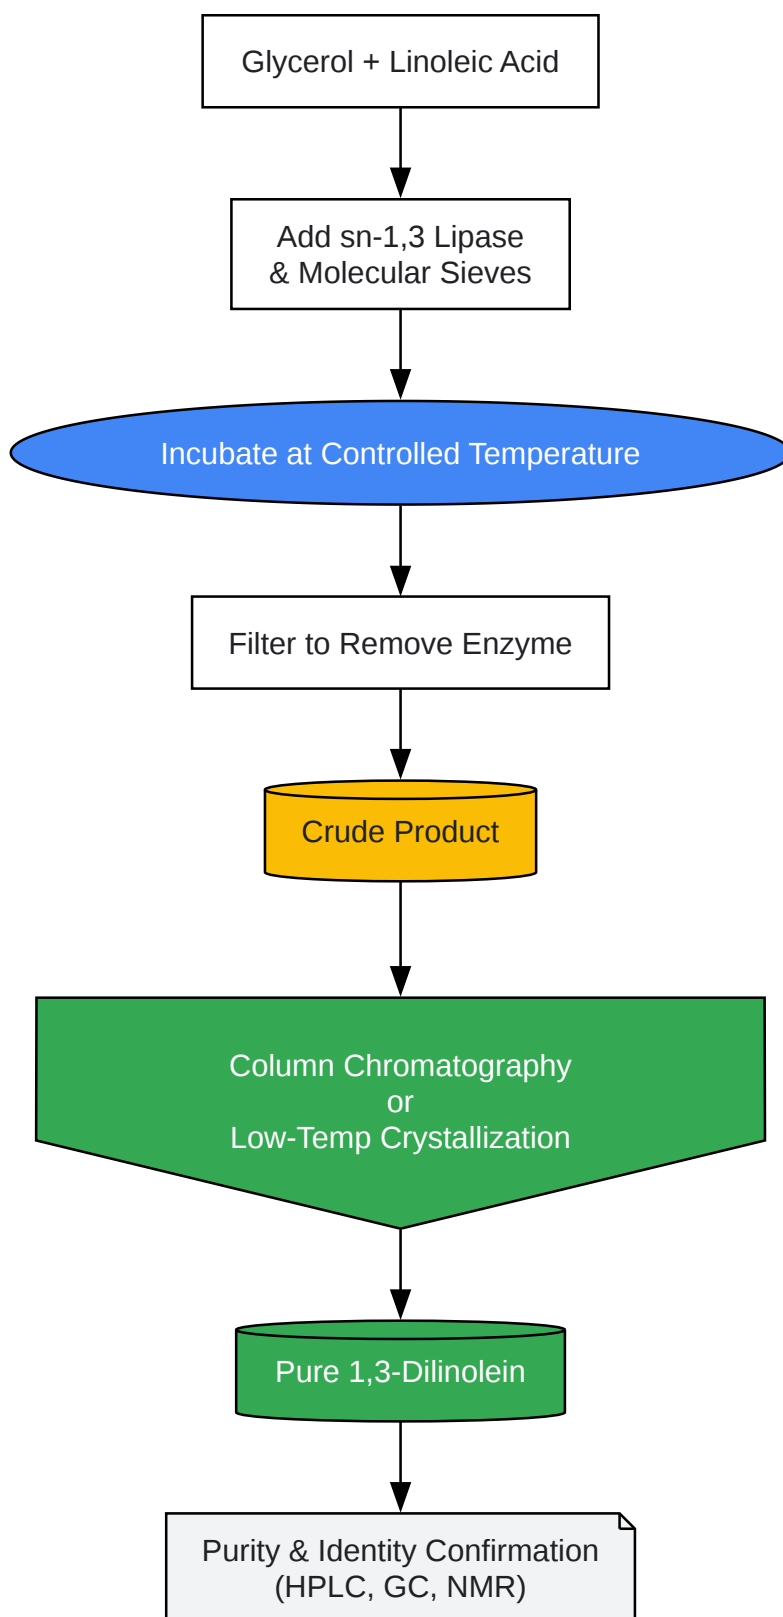 Glycerol + Linoleic Acid
Add sn-1,3 Lipase
& Molecular Sieves
Incubate at Controlled Temperature
Filter to Remove Enzyme
Crude Product
Column Chromatography
or
Low-Temp Crystallization
Pure 1,3-Dilinolein
Purity & Identity Confirmation
(HPLC, GC, NMR)